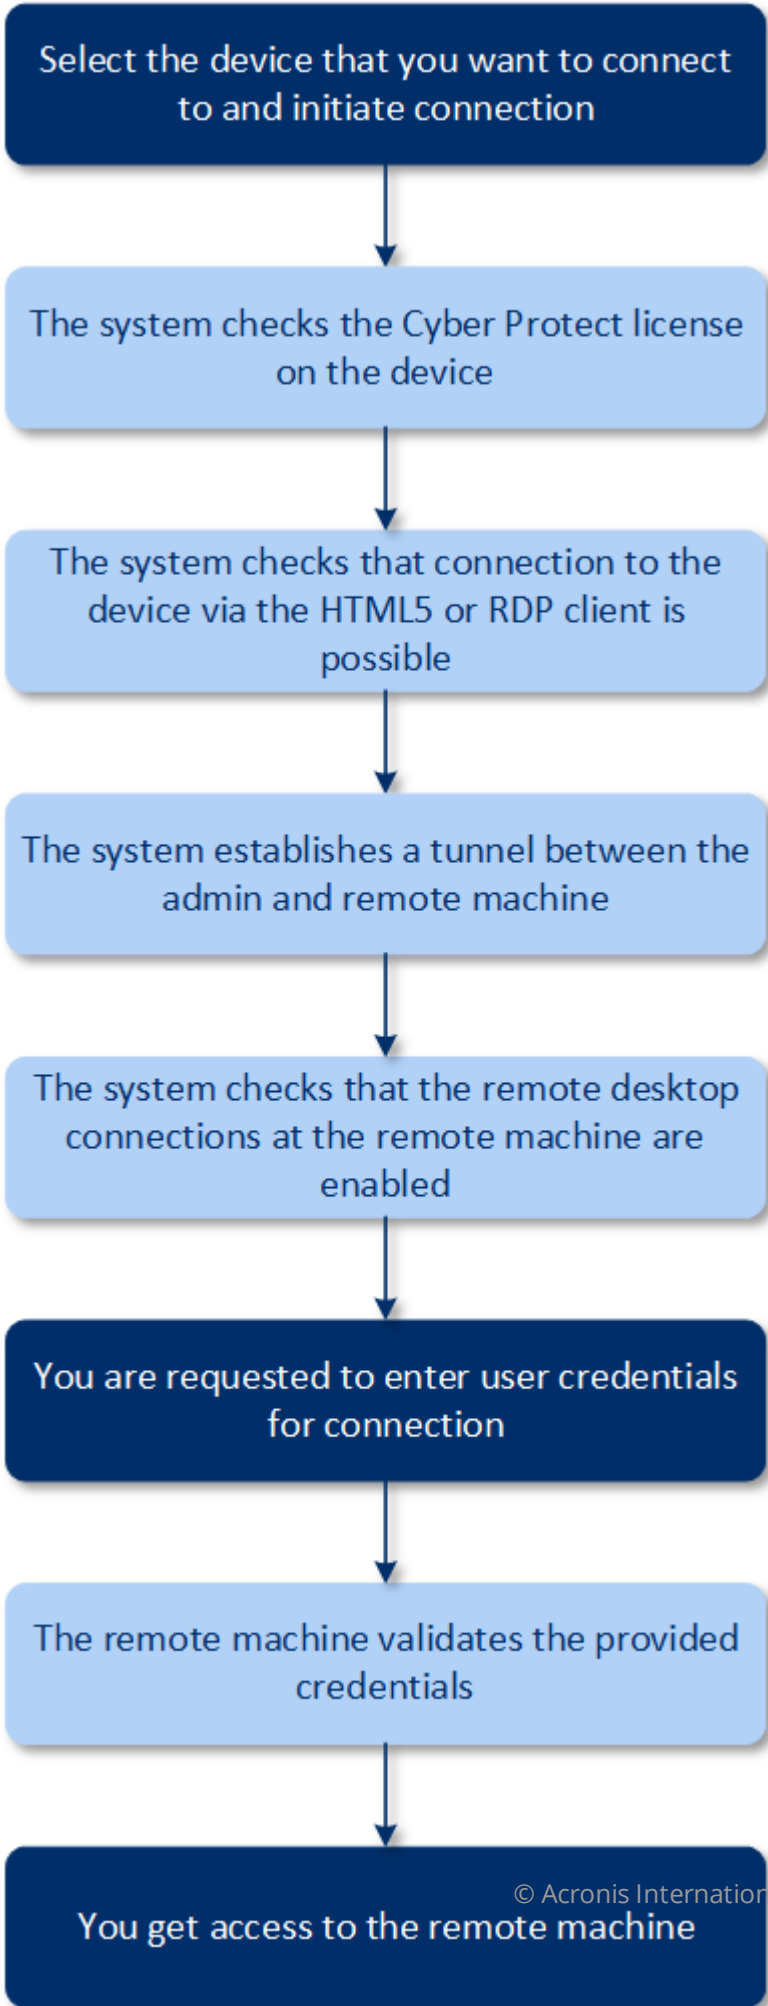 Select the device that you want to connect
to and initiate connection
The system checks the Cyber Protect license
on the device
The system checks that connection to the
device via the HTML5 or RDP client is
possible
The system establishes a tunnel between the
admin and remote machine
The system checks that the remote desktop
connections at the remote machine are
enabled
You are requested to enter user credentials
for connection
The remote machine validates the provided
credentials
© Acronis Internation
You get access to the remote machine